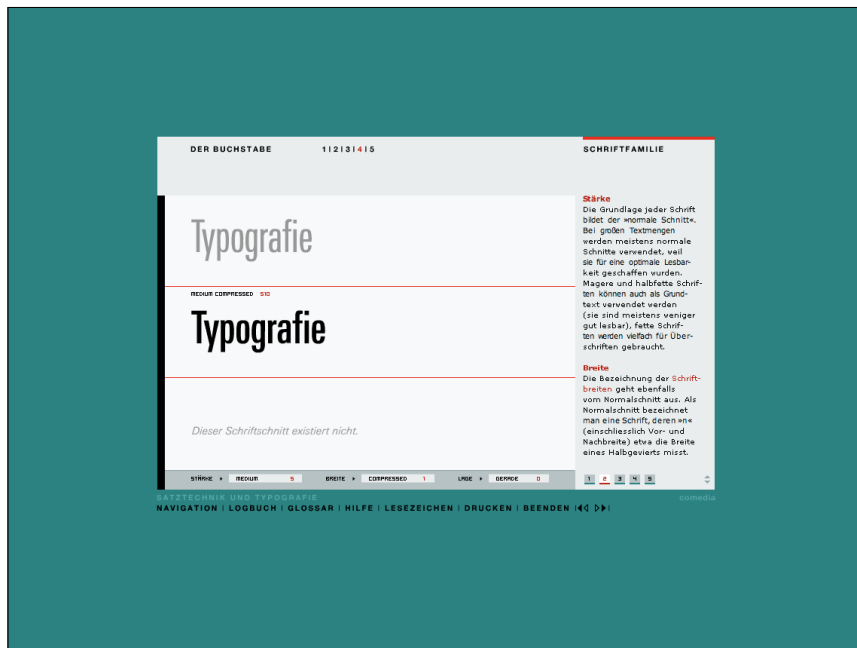 DER BUCHSTABE 1|2|3|4|5 SCHRIFTFAMILIE
Typografie
MEDIUM COMPRESSED 510
Typografie
Dieser Schriftschnitt existiert nicht.
STÄRKE MEDIUM 5 BREITE COMPRESSED 1 LAGE GERADE 0
Stärke
Die Grundlage jeder Schrift
bildet der »normale Schnitt«.
Bei großen Textmengen
werden meistens normale
Schnitte verwendet, weil
sie für eine optimale Lesbar-
keit geschaffen wurden.
Magere und halbfette Schrif-
ten können auch als Grund-
text verwendet werden
(sie sind meistens weniger
gut lesbar), fette Schrif-
ten werden vielfach für Über-
schriften gebraucht.
Breite
Die Bezeichnung der Schrift-
breiten geht ebenfalls
vom Normalschnitt aus. Als
Normalschnitt bezeichnet
man eine Schrift, deren »n«
(einschliesslich Vor- und
Nachbreite) etwa die Breite
eines Halbgevierts misst.
1 2 3 4 5
SATZTECHNIK UND TYPOGRAFIE comedia
NAVIGATION | LOGBUCH | GLOSSAR | HILFE | LESEZEICHEN | DRUCKEN | BEENDEN